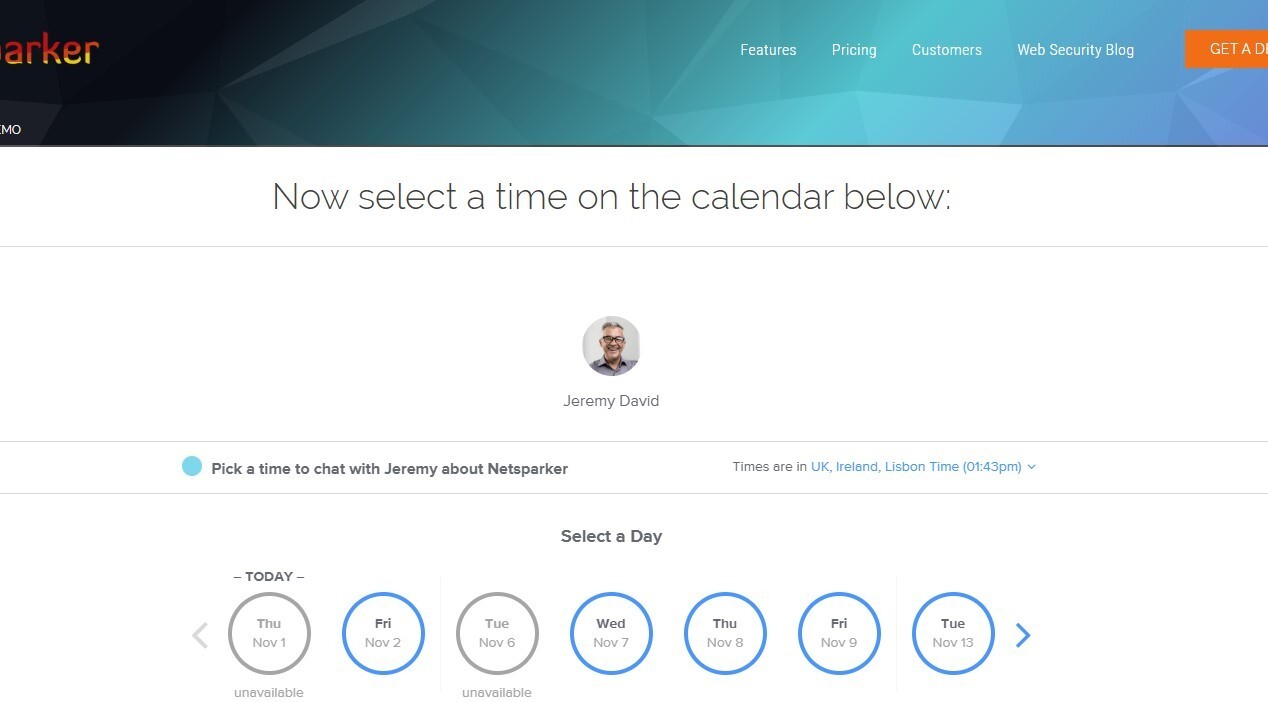 arker
Features Pricing Customers Web Security Blog GET A
MO
Now select a time on the calendar below:
Jeremy David
Pick a time to chat with Jeremy about Netsparker
Times are in UK, Ireland, Lisbon Time (01:43pm)
Select a Day
– TODAY –
Thu Fri Tue Wed Thu Fri Tue
Nov 1 Nov 2 Nov 6 Nov 7 Nov 8 Nov 9 Nov 13
unavailable unavailable